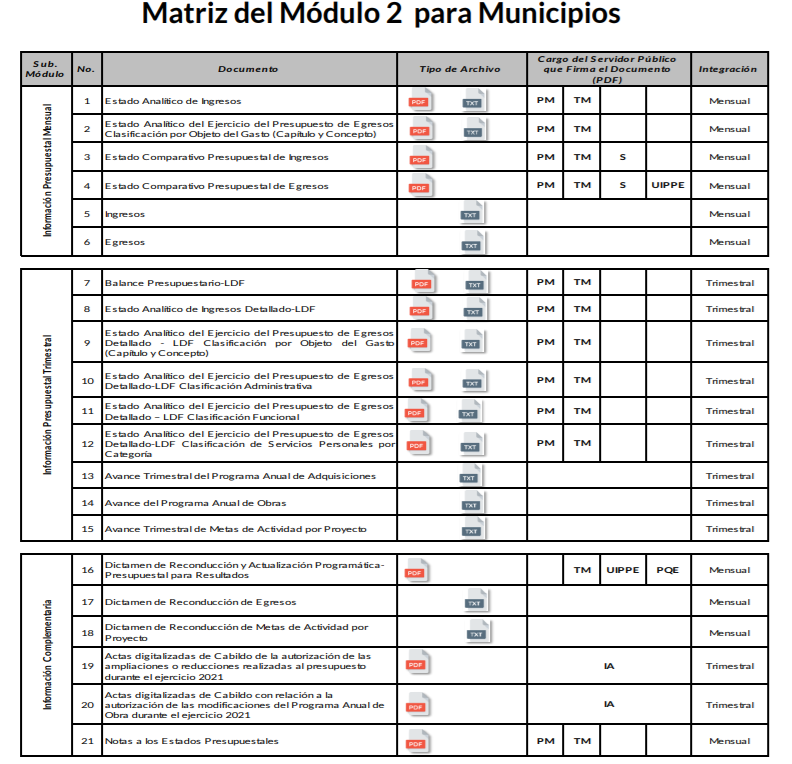 Matriz del Módulo 2 para Municipios
Sub. Módulo No. Documento Tipo de Archivo Cargo del Servidor Público que Firma el Documento (PDF) Integración
Información Presupuestal Mensual
1 Estado Analítico de Ingresos PDF TXT PM TM Mensual
2 Estado Analítico del Ejercicio del Presupuesto de Egresos
Clasificación por Objeto del Gasto (Capítulo y Concepto) PDF TXT PM TM Mensual
3 Estado Comparativo Presupuestal de Ingresos PDF PM TM S Mensual
4 Estado Comparativo Presupuestal de Egresos PDF PM TM S UIPPE Mensual
5 Ingresos TXT Mensual
6 Egresos TXT Mensual
Información Presupuestal Trimestral
7 Balance Presupuestario-LDF PDF TXT PM TM Trimestral
8 Estado Analítico de Ingresos Detallado-LDF PDF TXT PM TM Trimestral
9 Estado Analítico del Ejercicio del Presupuesto de Egresos
Detallado - LDF Clasificación por Objeto del Gasto
(Capítulo y Concepto) PDF TXT PM TM Trimestral
10 Estado Analítico del Ejercicio del Presupuesto de Egresos
Detallado-LDF Clasificación Administrativa PDF TXT PM TM Trimestral
11 Estado Analítico del Ejercicio del Presupuesto de Egresos
Detallado – LDF Clasificación Funcional PDF TXT PM TM Trimestral
12 Estado Analítico del Ejercicio del Presupuesto de Egresos
Detallado-LDF Clasificación de Servicios Personales por
Categoría PDF TXT PM TM Trimestral
13 Avance Trimestral del Programa Anual de Adquisiciones TXT Trimestral
14 Avance del Programa Anual de Obras TXT Trimestral
15 Avance Trimestral de Metas de Actividad por Proyecto TXT Trimestral
Información Complementaria
16 Dictamen de Reconducción y Actualización Programática-
Presupuestal para Resultados PDF TM UIPPE PQE Mensual
17 Dictamen de Reconducción de Egresos TXT Mensual
18 Dictamen de Reconducción de Metas de Actividad por
Proyecto TXT Mensual
19 Actas digitalizadas de Cabildo de la autorización de las
ampliaciones o reducciones realizadas al presupuesto
durante el ejercicio 2021 PDF IA Trimestral
20 Actas digitalizadas de Cabildo con relación a la
autorización de las modificaciones del Programa Anual de
Obra durante el ejercicio 2021 PDF IA Trimestral
21 Notas a los Estados Presupuestales PDF PM TM Mensual